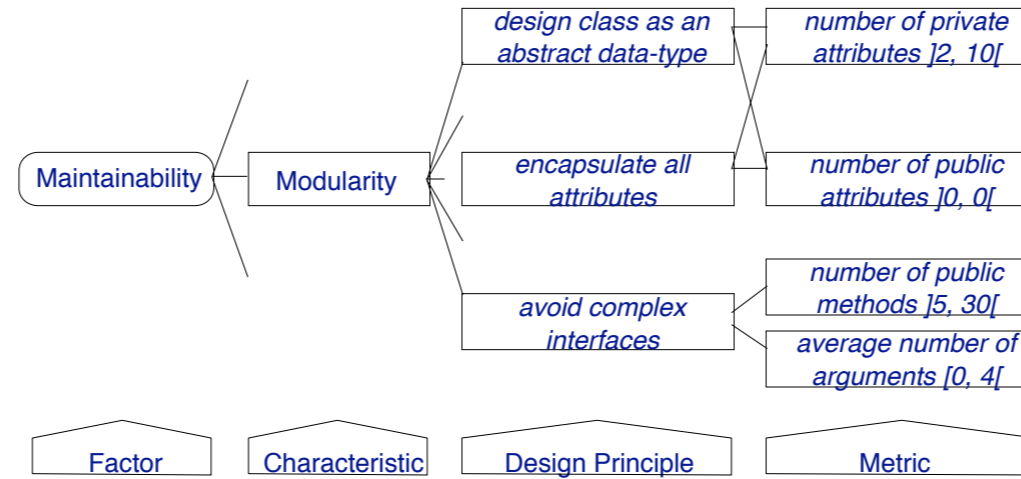 design class as an
abstract data-type
number of private
attributes ]2, 10[
Maintainability
Modularity
encapsulate all
attributes
number of public
attributes ]0, 0[
avoid complex
interfaces
number of public
methods ]5, 30[
average number of
arguments [0, 4[
Factor
Characteristic
Design Principle
Metric